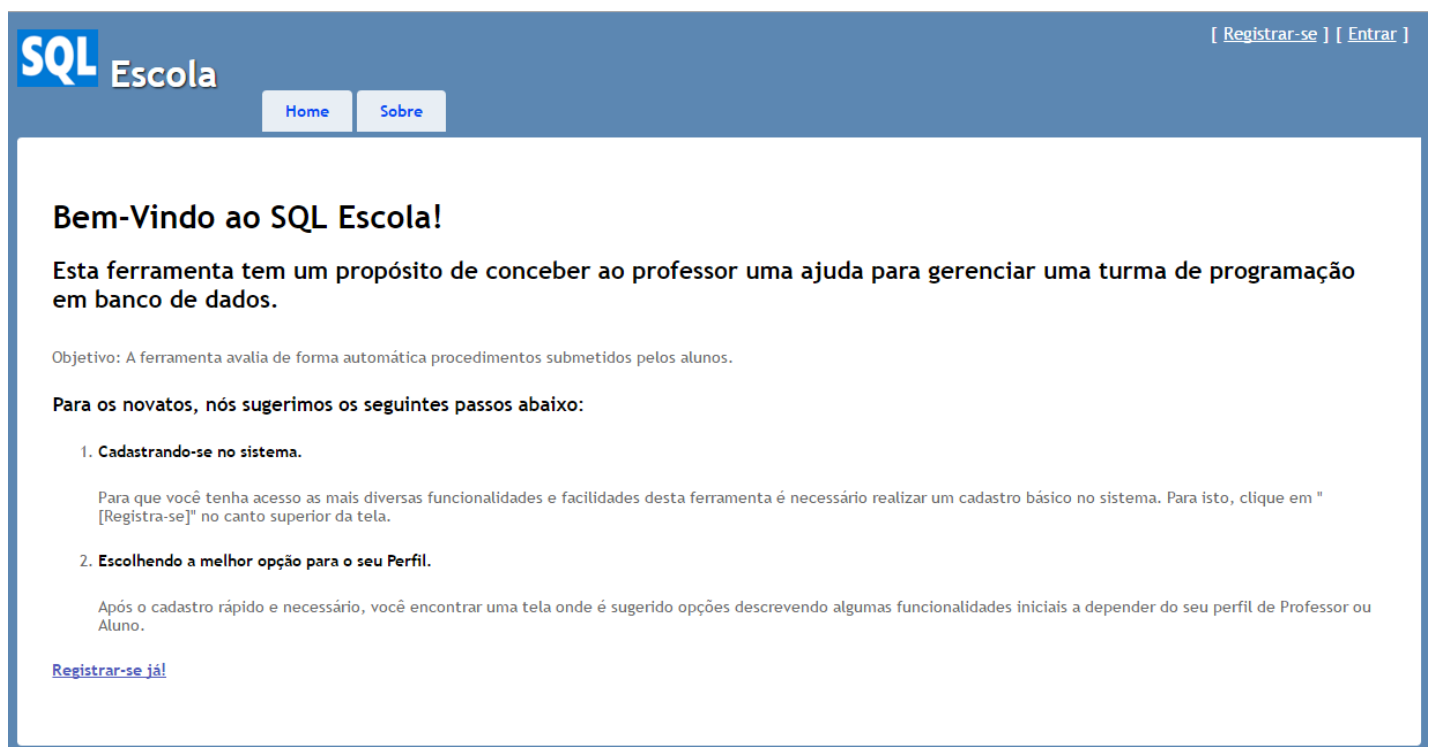 [ Registrar-se ] [ Entrar ]
SQL Escola
Home Sobre
Bem-Vindo ao SQL Escola!
Esta ferramenta tem um propósito de conceber ao professor uma ajuda para gerenciar uma turma de programação
em banco de dados.
Objetivo: A ferramenta avalia de forma automática procedimentos submetidos pelos alunos.
Para os novatos, nós sugerimos os seguintes passos abaixo:
1. Cadastrando-se no sistema.
Para que você tenha acesso as mais diversas funcionalidades e facilidades desta ferramenta é necessário realizar um cadastro básico no sistema. Para isto, clique em "
[Registra-se]" no canto superior da tela.
2. Escolhendo a melhor opção para o seu Perfil.
Após o cadastro rápido e necessário, você encontrar uma tela onde é sugerido opções descrevendo algumas funcionalidades iniciais a depender do seu perfil de Professor ou
Aluno.
Registrar-se já!